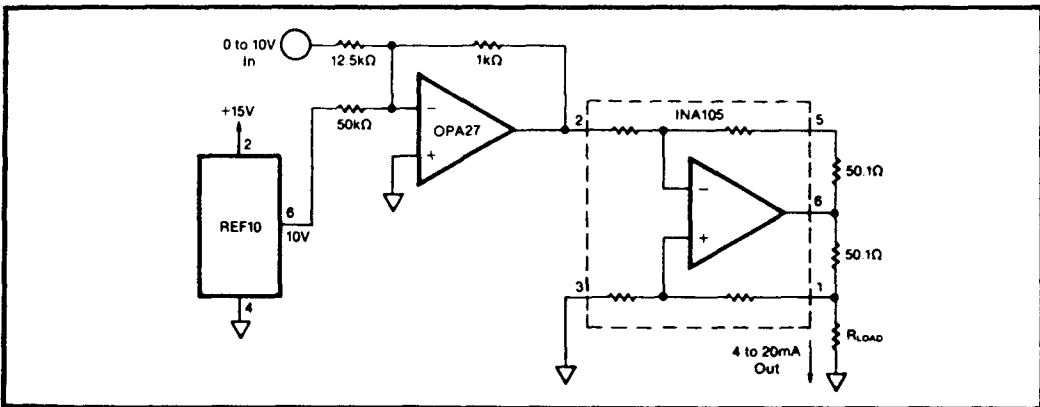 0 to 10V
In
12.5kΩ
1kΩ
+15V
2
50kΩ
OPA27
−
+
REF10
6
10V
4
2
INA105
5
−
+
50.1Ω
6
50.1Ω
3
1
4 to 20mA
Out
RLOAD